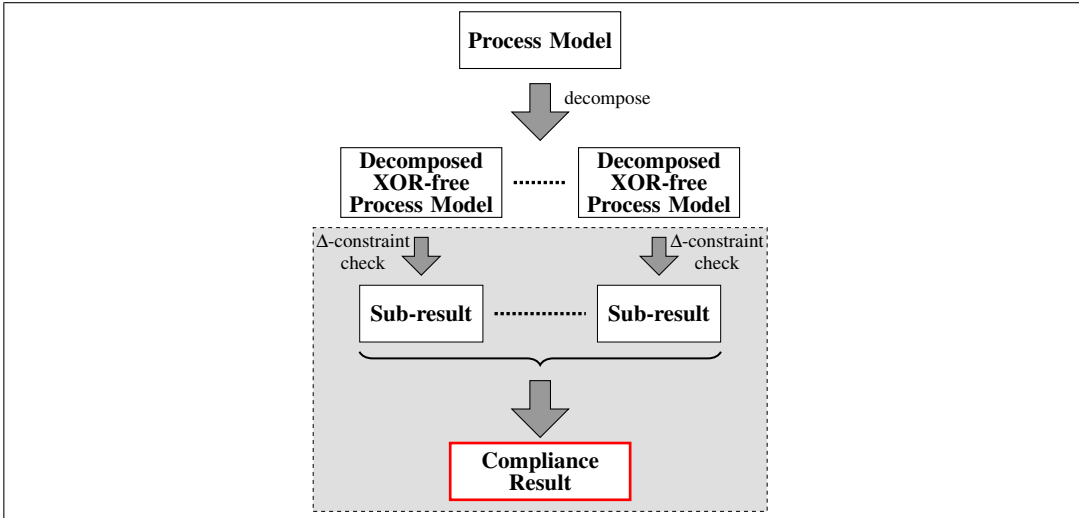 Process Model
decompose
Decomposed
XOR-free
Process Model
Decomposed
XOR-free
Process Model
Δ-constraint
check
Δ-constraint
check
Sub-result
Sub-result
Compliance
Result